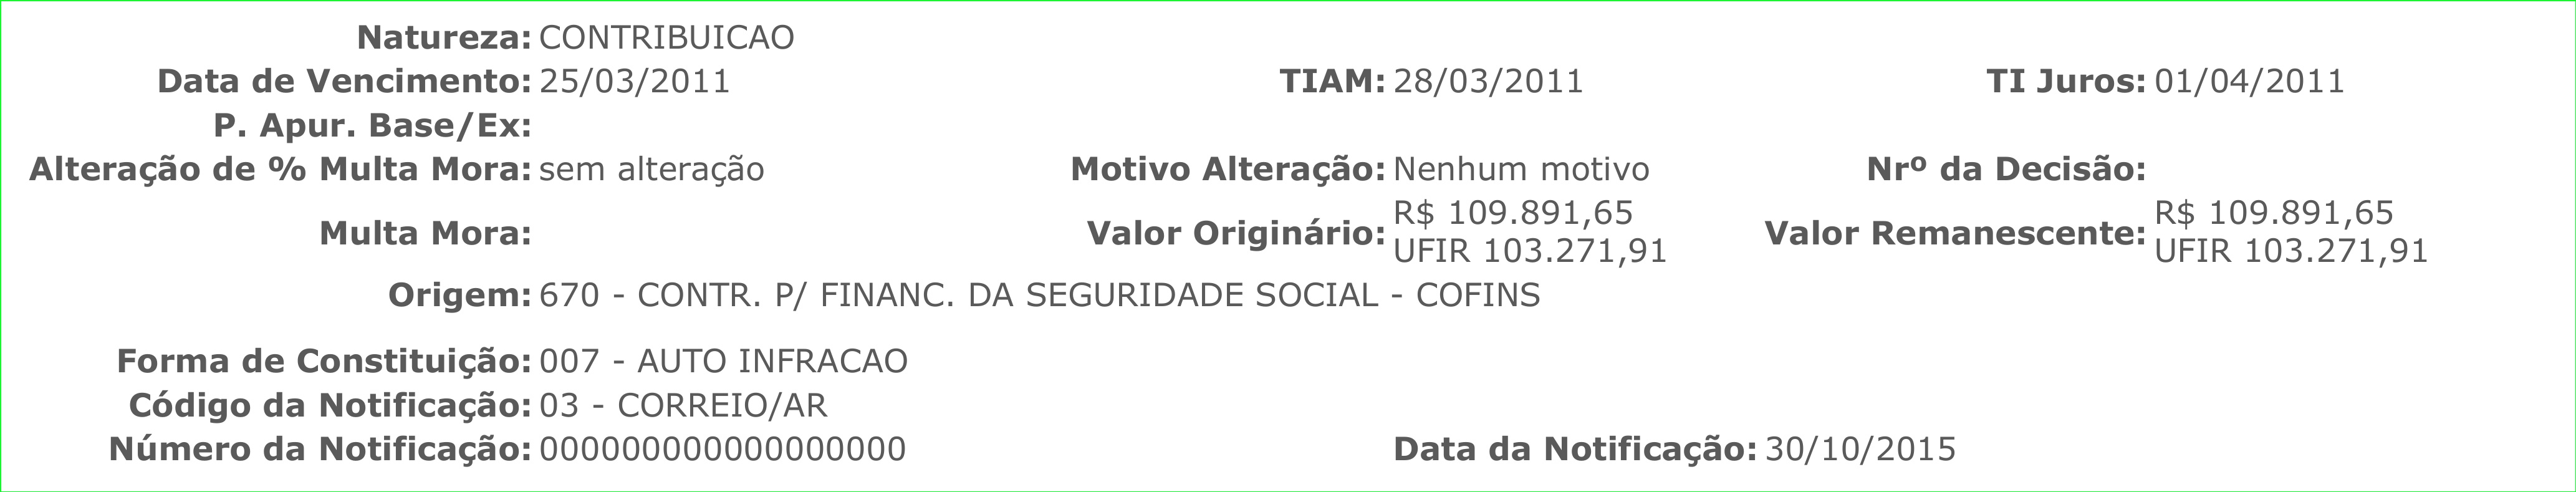 Natureza: CONTRIBUICAO
Data de Vencimento: 25/03/2011 TIAM: 28/03/2011 TI Juros: 01/04/2011
P. Apur. Base/Ex:
Alteração de % Multa Mora: sem alteração Motivo Alteração: Nenhum motivo Nrº da Decisão:
Multa Mora: Valor Originário: R$ 109.891,65 Valor Remanescente: R$ 109.891,65
UFIR 103.271,91 UFIR 103.271,91
Origem: 670 - CONTR. P/ FINANC. DA SEGURIDADE SOCIAL - COFINS
Forma de Constituição: 007 - AUTO INFRACAO
Código da Notificação: 03 - CORREIO/AR
Número da Notificação: 000000000000000000 Data da Notificação: 30/10/2015